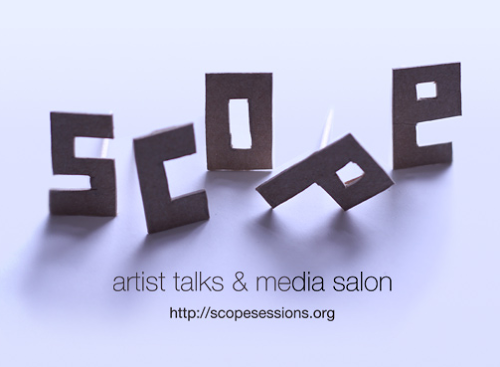 scope
artist talks & media salon
http://scopesessions.org